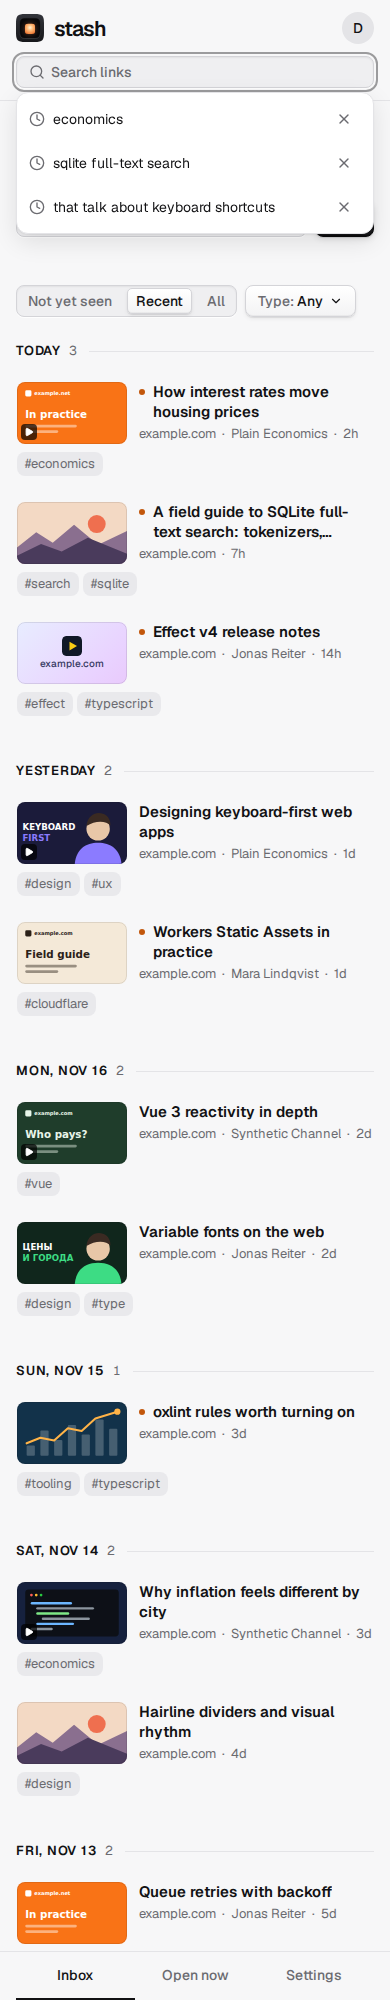 stash
D
Search links
economics
sqlite full-text search
that talk about keyboard shortcuts
Not yet seen
Recent
All
Type: Any
TODAY 3
example.net
In practice
How interest rates move
housing prices
example.com · Plain Economics · 2h
#economics
A field guide to SQLite full-
text search: tokenizers,...
example.com · 7h
#search #sqlite
example.com
Effect v4 release notes
example.com · Jonas Reiter · 14h
#effect #typescript
YESTERDAY 2
KEYBOARD
FIRST
Designing keyboard-first web
apps
example.com · Plain Economics · 1d
#design #ux
example.com
Field guide
Workers Static Assets in
practice
example.com · Mara Lindqvist · 1d
#cloudflare
MON, NOV 16 2
example.com
Who pays?
Vue 3 reactivity in depth
example.com · Synthetic Channel · 2d
#vue
ЦЕНЫ
И ГОРОДА
Variable fonts on the web
example.com · Jonas Reiter · 2d
#design #type
SUN, NOV 15 1
oxlint rules worth turning on
example.com · 3d
#tooling #typescript
SAT, NOV 14 2
Why inflation feels different by
city
example.com · Synthetic Channel · 3d
#economics
Hairline dividers and visual
rhythm
example.com · 4d
#design
FRI, NOV 13 2
example.net
In practice
Queue retries with backoff
example.com · Jonas Reiter · 5d
Inbox
Open now
Settings